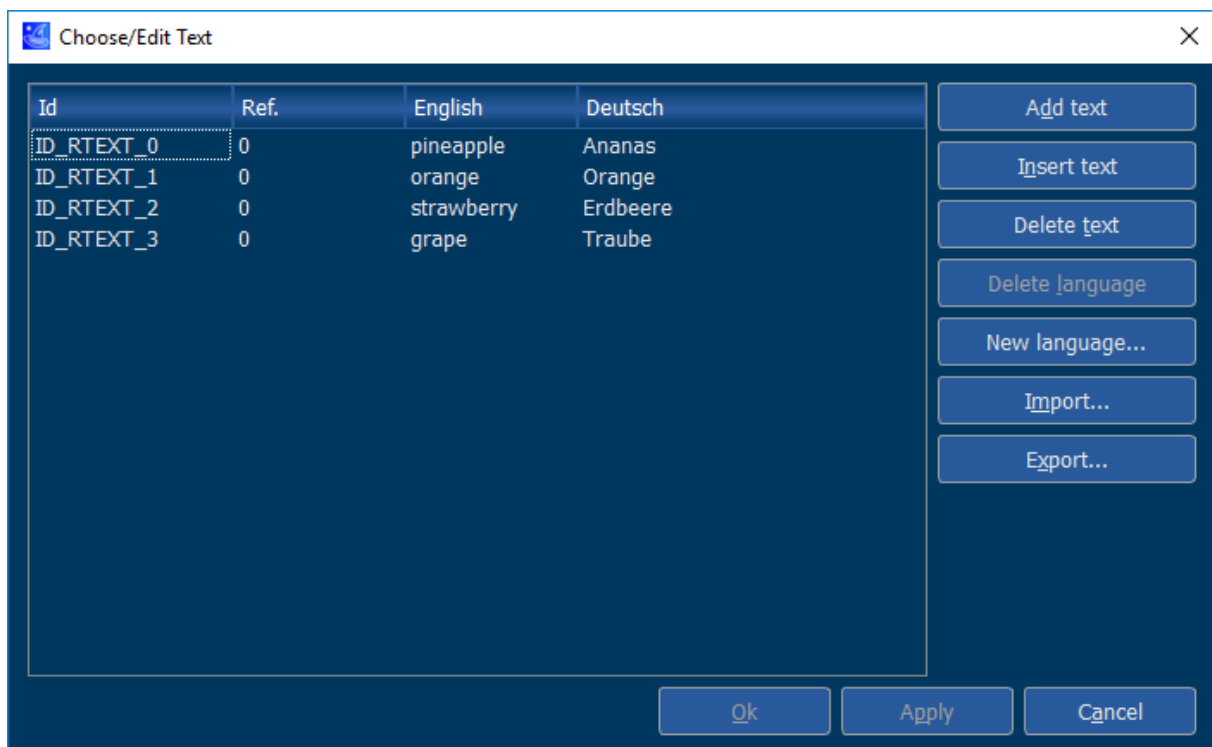 Choose/Edit Text
Id Ref. English Deutsch
ID_RTEXT_0 0 pineapple Ananas
ID_RTEXT_1 0 orange Orange
ID_RTEXT_2 0 strawberry Erdbeere
ID_RTEXT_3 0 grape Traube
Add text
Insert text
Delete text
Delete language
New language...
Import...
Export...
Ok Apply Cancel